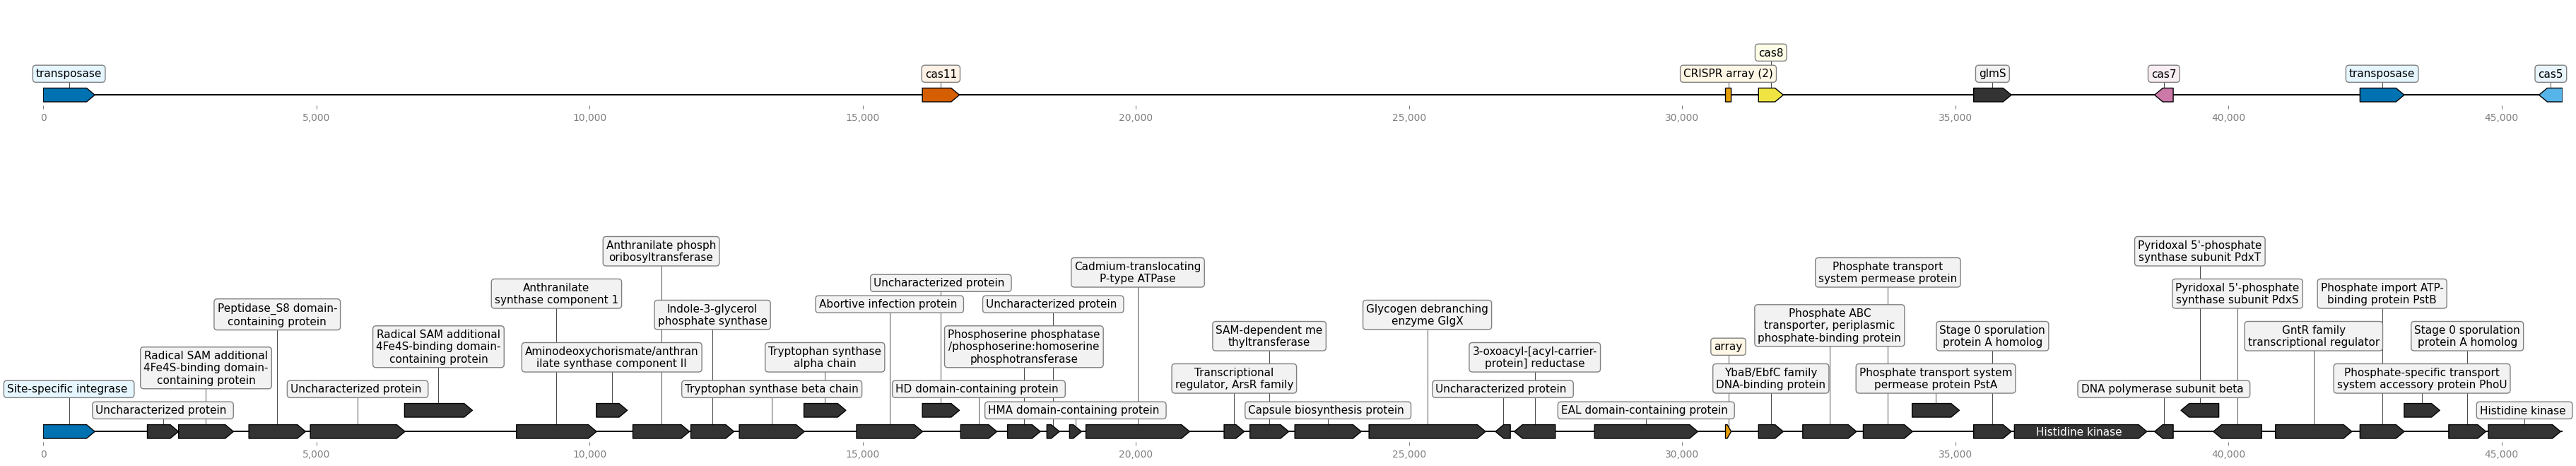 cas8
transposase
cas11
CRISPR array (2)
glmS
cas7
transposase
cas5
0
5,000
10,000
15,000
20,000
25,000
30,000
35,000
40,000
45,000
Anthranilate phosph
oribosyltransferase
Pyridoxal 5'-phosphate
synthase subunit PdxT
Cadmium-translocating
P-type ATPase
Phosphate transport
system permease protein
Uncharacterized protein
Anthranilate
synthase component 1
Pyridoxal 5'-phosphate
synthase subunit PdxS
Phosphate import ATP-
binding protein PstB
Abortive infection protein
Uncharacterized protein
Peptidase_S8 domain-
containing protein
Indole-3-glycerol
phosphate synthase
Glycogen debranching
enzyme GlgX
Phosphate ABC
transporter, periplasmic
phosphate-binding protein
Radical SAM additional
4Fe4S-binding domain-
containing protein
Phosphoserine phosphatase
/phosphoserine:homoserine
phosphotransferase
SAM-dependent me
thyltransferase
Stage 0 sporulation
protein A homolog
GntR family
transcriptional regulator
Stage 0 sporulation
protein A homolog
Radical SAM additional
4Fe4S-binding domain-
containing protein
Aminodeoxychorismate/anthran
ilate synthase component II
Tryptophan synthase
alpha chain
3-oxoacyl-[acyl-carrier-
protein] reductase
array
Transcriptional
regulator, ArsR family
YbaB/EbfC family
DNA-binding protein
Phosphate transport system
permease protein PstA
Phosphate-specific transport
system accessory protein PhoU
Site-specific integrase
Uncharacterized protein
Tryptophan synthase beta chain
HD domain-containing protein
Uncharacterized protein
DNA polymerase subunit beta
Uncharacterized protein
HMA domain-containing protein
Capsule biosynthesis protein
EAL domain-containing protein
Histidine kinase
Histidine kinase
0
5,000
10,000
15,000
20,000
25,000
30,000
35,000
40,000
45,000